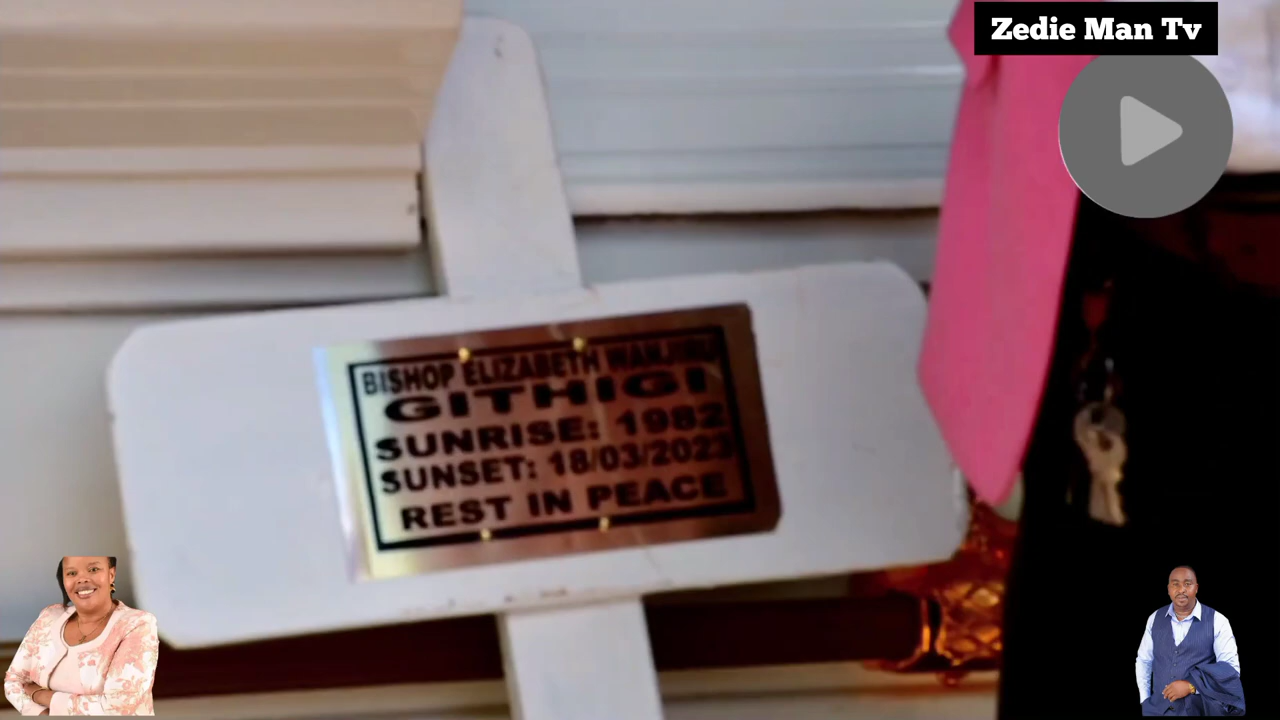 Zedie Man Tv
BISHOP ELIZABETH WANJIRU
GITHIGI
SUNRISE: 1982
SUNSET: 18/03/2023
REST IN PEACE